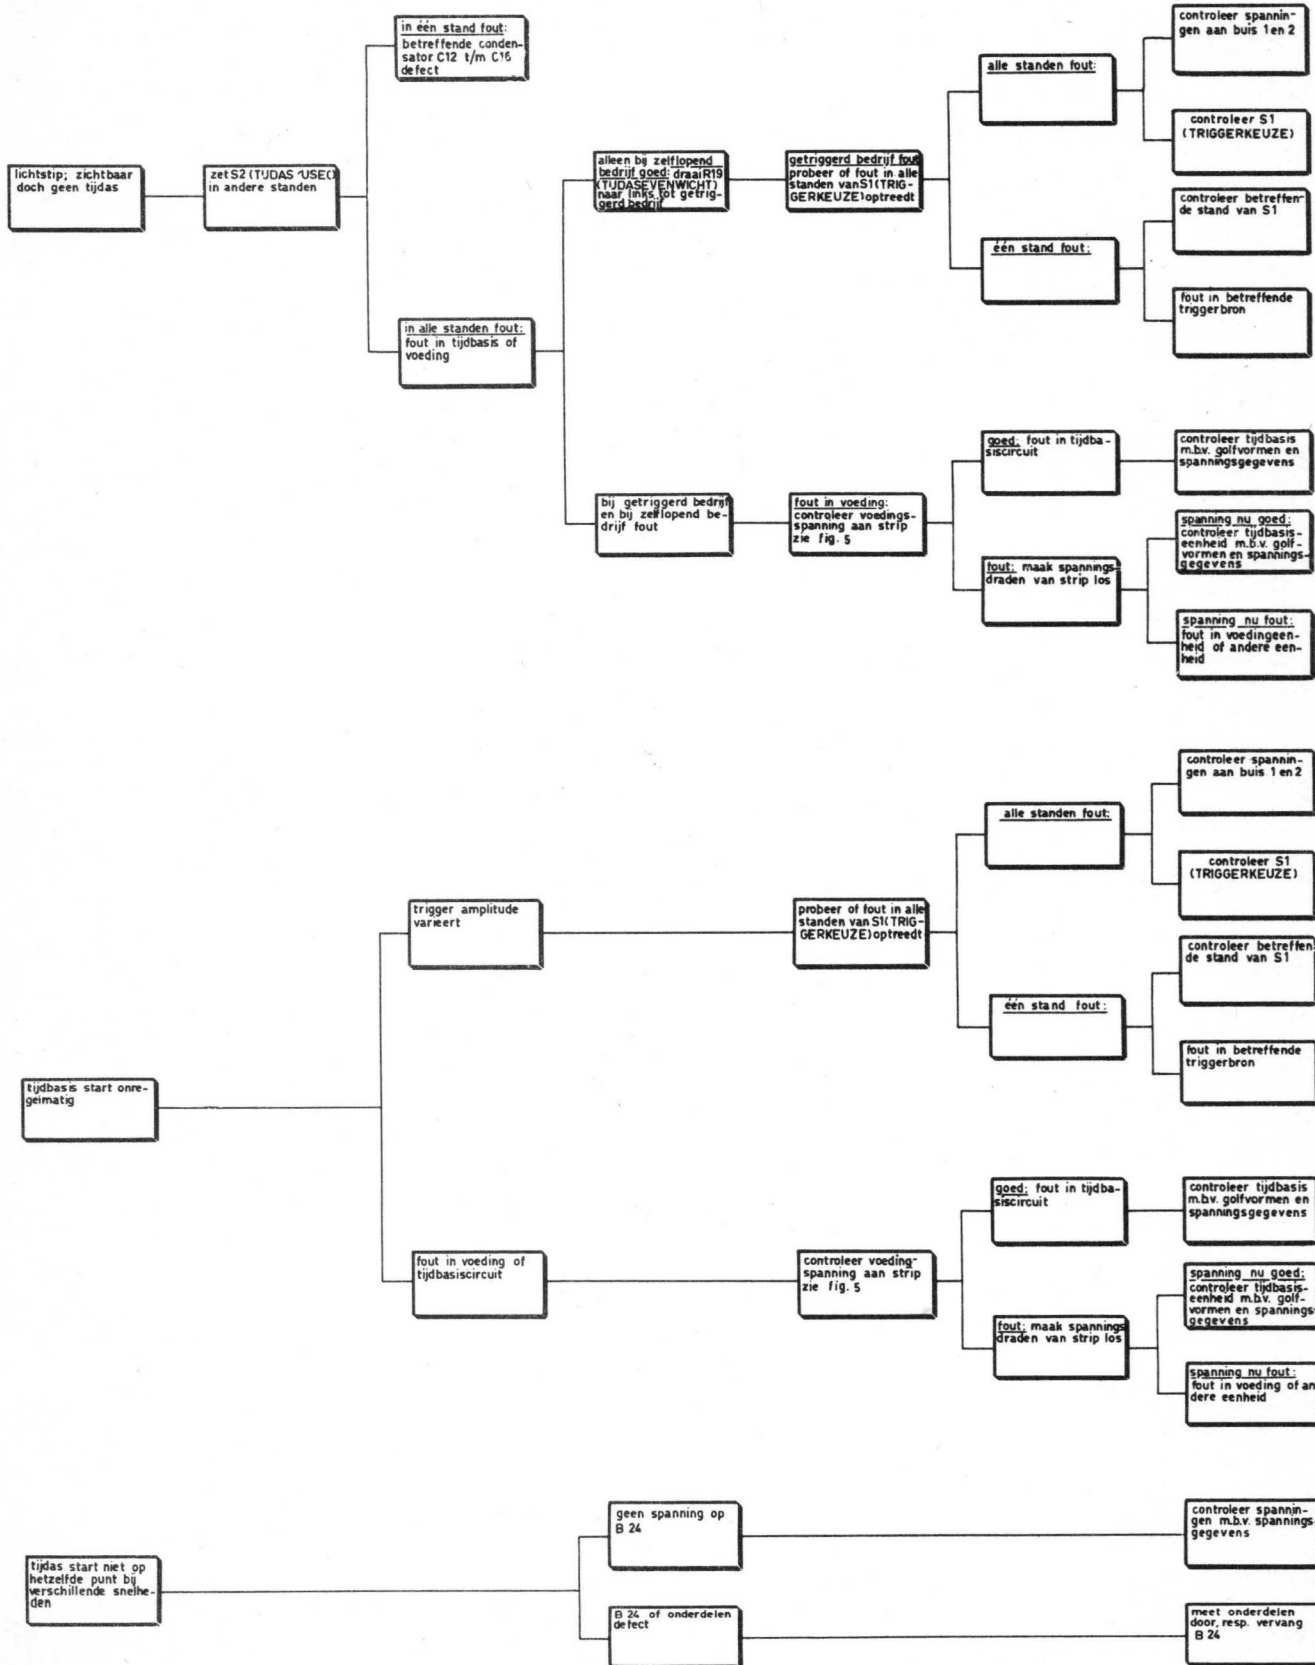 lichtstip; zichtbaar
doch geen tijdas
zet S2 (TIJDAS
in andere standen
in één stand fout:
betreffende conden-
sator C12 t/m C16
defect
in alle standen fout:
fout in tijdbasis of
voeding
alleen bij zelflopend
bedrijf goed: draai R19
(TIJDASEVENWICHT)
naar links tot getrig-
gerd bedrijf
getriggerd bedrijf fout
probeer of fout in alle
standen van S1 (TRIG-
GERKEUZE) optreedt
alle standen fout:
controleer spannin-
gen aan buis 1 en 2
controleer S1
(TRIGGERKEUZE)
één stand fout:
controleer betreffen-
de stand van S1
fout in betreffende
triggerbron
bij getriggerd bedrijf
en bij zelflopend be-
drijf fout
fout in voeding:
controleer voedings-
spanning aan strip
zie fig. 5
goed: fout in tijdba-
siscircuit
controleer tijdbasis
m.b.v. golfvormen en
spanningsgegevens
fout: maak spannings-
draden van strip los
spanning nu goed:
controleer tijdbasis-
eenheid m.b.v. golf-
vormen en spannings-
gegevens
spanning nu fout:
fout in voedingeen-
heid of andere een-
heid
tijdbasis start onre-
gelmatig
trigger amplitude
varieert
probeer of fout in alle
standen van S1 (TRIG-
GERKEUZE) optreedt
alle standen fout:
controleer spannin-
gen aan buis 1 en 2
controleer S1
(TRIGGERKEUZE)
één stand fout:
controleer betreffen-
de stand van S1
fout in betreffende
triggerbron
fout in voeding of
tijdbasiscircuit
controleer voeding-
spanning aan strip
zie fig. 5
goed: fout in tijdba-
siscircuit
controleer tijdbasis
m.b.v. golfvormen en
spanningsgegevens
fout: maak spannings
draden van strip los
spanning nu goed:
controleer tijdbasis-
eenheid m.b.v. golf-
vormen en spannings-
gegevens
spanning nu fout:
fout in voeding of an
dere eenheid
tijdas start niet op
hetzelfde punt bij
verschillende snelhe-
den
geen spanning op
B 24
controleer spannin-
gen m.b.v. spannings-
gegevens
B 24 of onderdelen
defect
meet onderdelen
door, resp. vervang
B 24